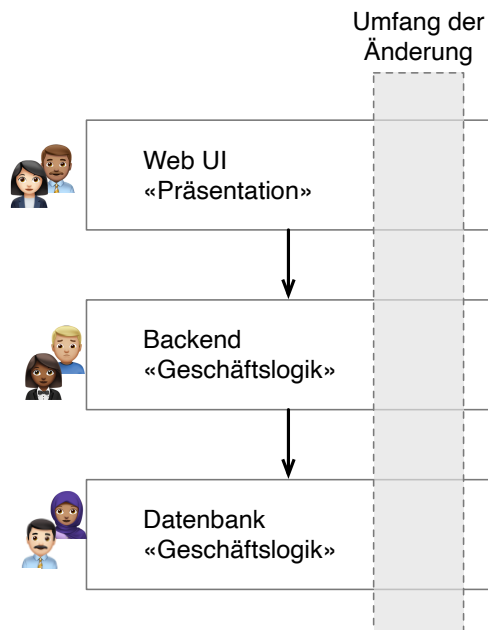 Umfang der
Änderung
Web UI
«Präsentation»
Backend
«Geschäftslogik»
Datenbank
«Geschäftslogik»